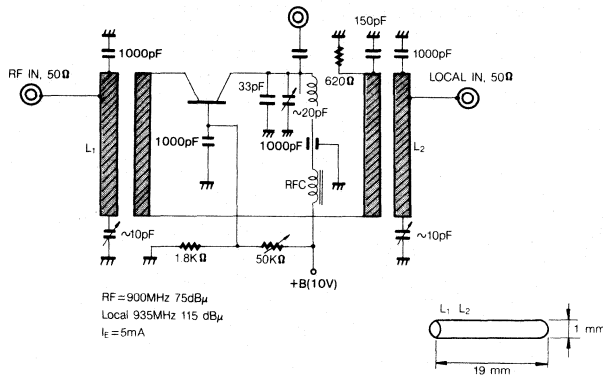 1000pF
150pF
1000pF
RF IN, 50Ω
33pF
620Ω
LOCAL IN, 50Ω
~20pF
L₁
1000pF
1000pF
L₂
RFC
~10pF
~10pF
1.8KΩ
50KΩ
+B(10V)
RF=900MHz 75dBμ
Local 935MHz 115 dBμ
I_E=5mA
L₁ L₂
1 mm
19 mm